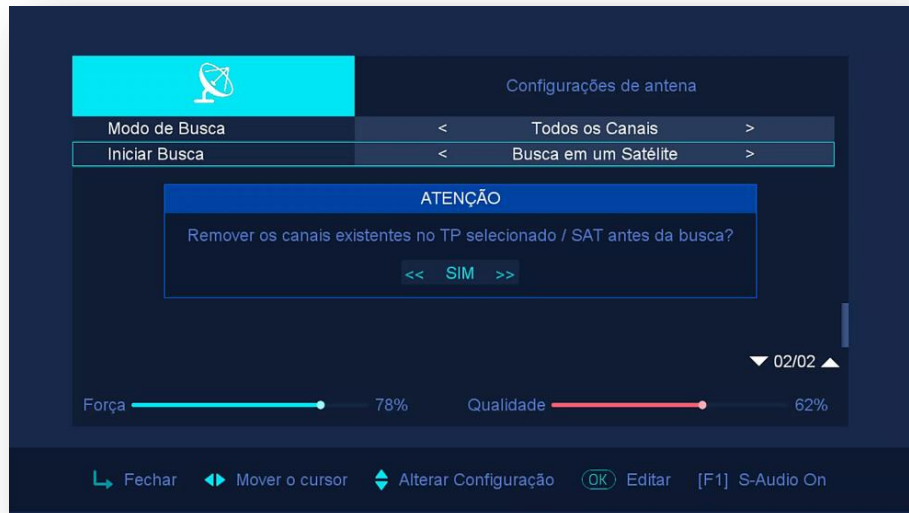 Configurações de antena
Modo de Busca < Todos os Canais >
Iniciar Busca < Busca em um Satélite >
ATENÇÃO
Remover os canais existentes no TP selecionado / SAT antes da busca?
<< SIM >>
02/02
Força 78% Qualidade 62%
Fechar Mover o cursor Alterar Configuração OK Editar [F1] S-Audio On